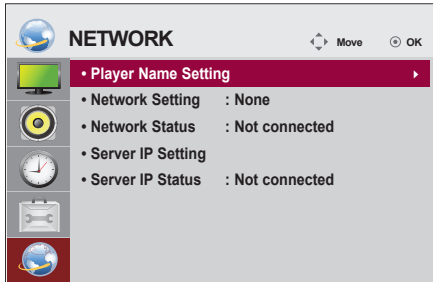 NETWORK Move OK
• Player Name Setting
• Network Setting : None
• Network Status : Not connected
• Server IP Setting
• Server IP Status : Not connected